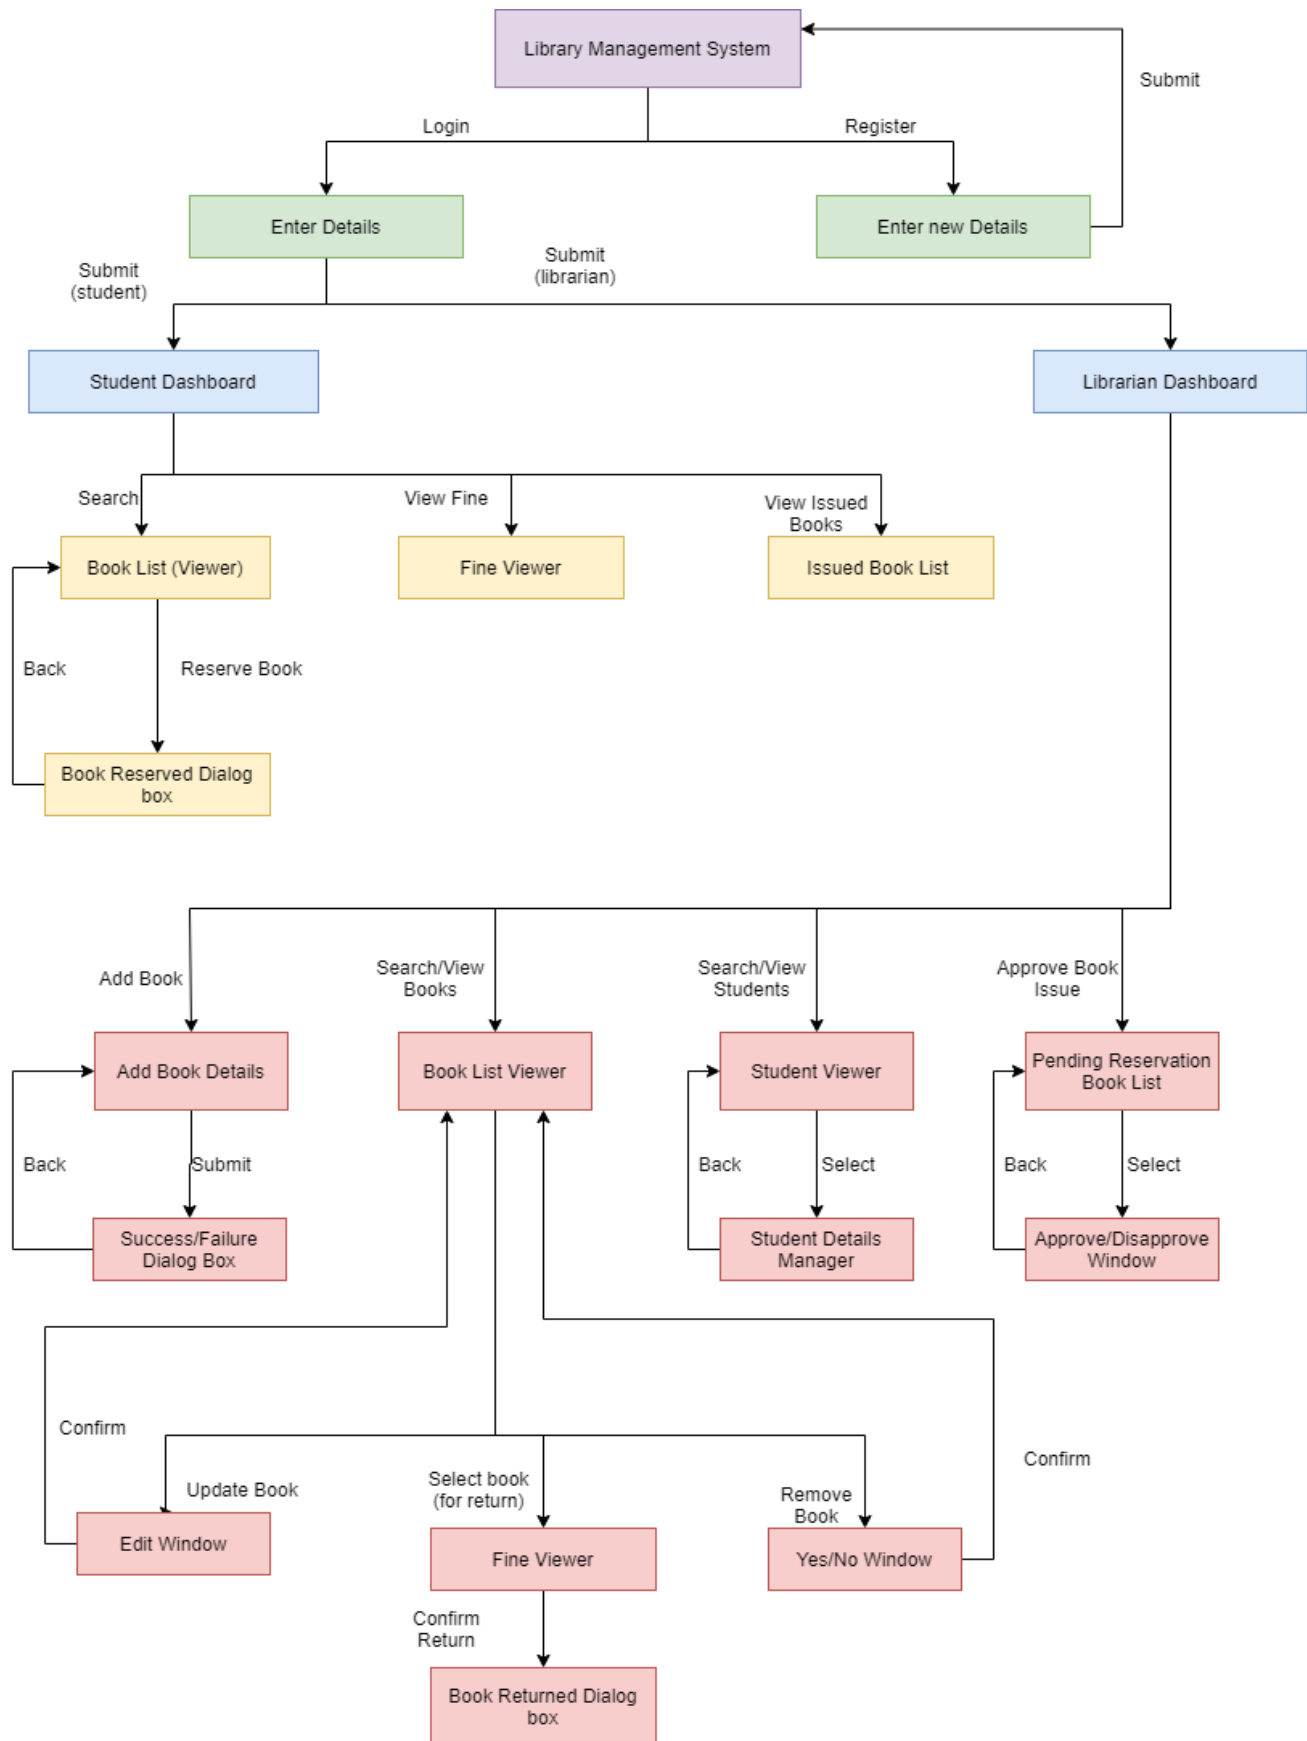 Library Management System
Submit
Login
Register
Enter Details
Enter new Details
Submit
(student)
Submit
(librarian)
Student Dashboard
Librarian Dashboard
Search
View Fine
View Issued
Books
Book List (Viewer)
Fine Viewer
Issued Book List
Back
Reserve Book
Book Reserved Dialog
box
Add Book
Search/View
Books
Search/View
Students
Approve Book
Issue
Add Book Details
Book List Viewer
Student Viewer
Pending Reservation
Book List
Back
Submit
Back
Select
Back
Select
Success/Failure
Dialog Box
Student Details
Manager
Approve/Disapprove
Window
Confirm
Confirm
Update Book
Select book
(for return)
Remove
Book
Edit Window
Fine Viewer
Yes/No Window
Confirm
Return
Book Returned Dialog
box